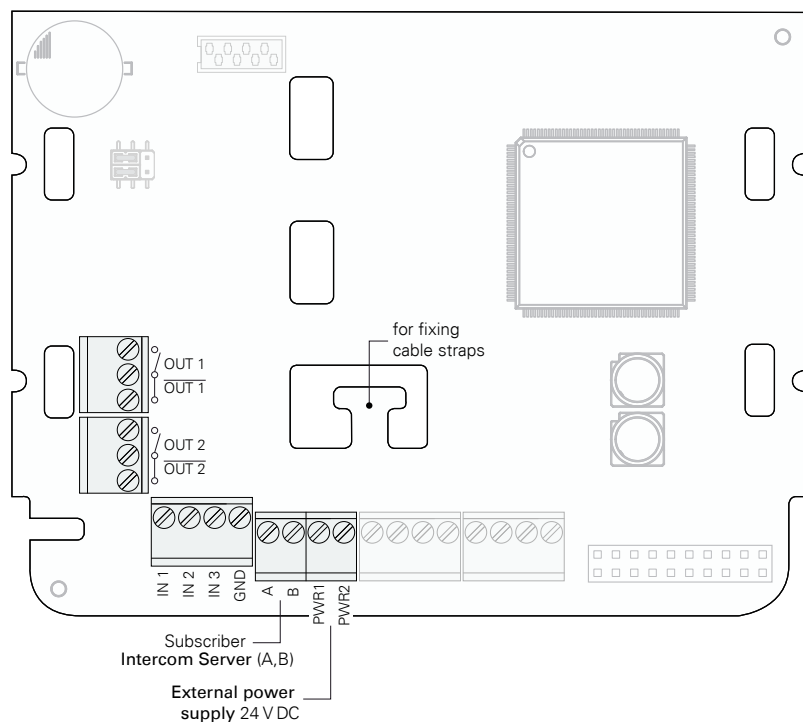 for fixing
cable straps
OUT 1
OUT 1
OUT 2
OUT 2
IN 1
IN 2
IN 3
GND
A
B
PWR1
PWR2
Subscriber
Intercom Server (A,B)
External power
supply 24 V DC